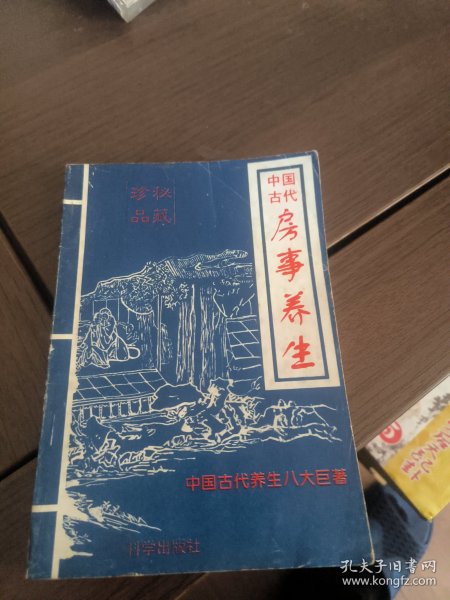 中国
古代
房事养生
秘藏
珍品
中国古代养生八大巨著
科学出版社
孔夫子旧书网
www.kongfz.com